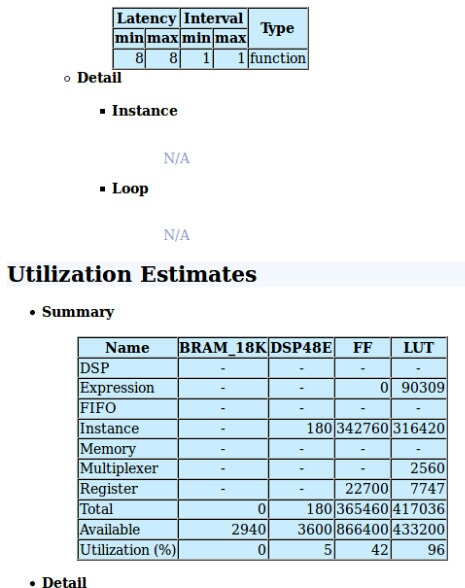 Latency Interval Type
min max min max
8 8 1 1 function
Detail
Instance
N/A
Loop
N/A
Utilization Estimates
Summary
Name BRAM_18K DSP48E FF LUT
DSP - - - -
Expression - - 0 90309
FIFO - - - -
Instance - 180 342760 316420
Memory - - - -
Multiplexer - - - 2560
Register - - 22700 7747
Total 0 180 365460 417036
Available 2940 3600 866400 433200
Utilization (%) 0 5 42 96
Detail